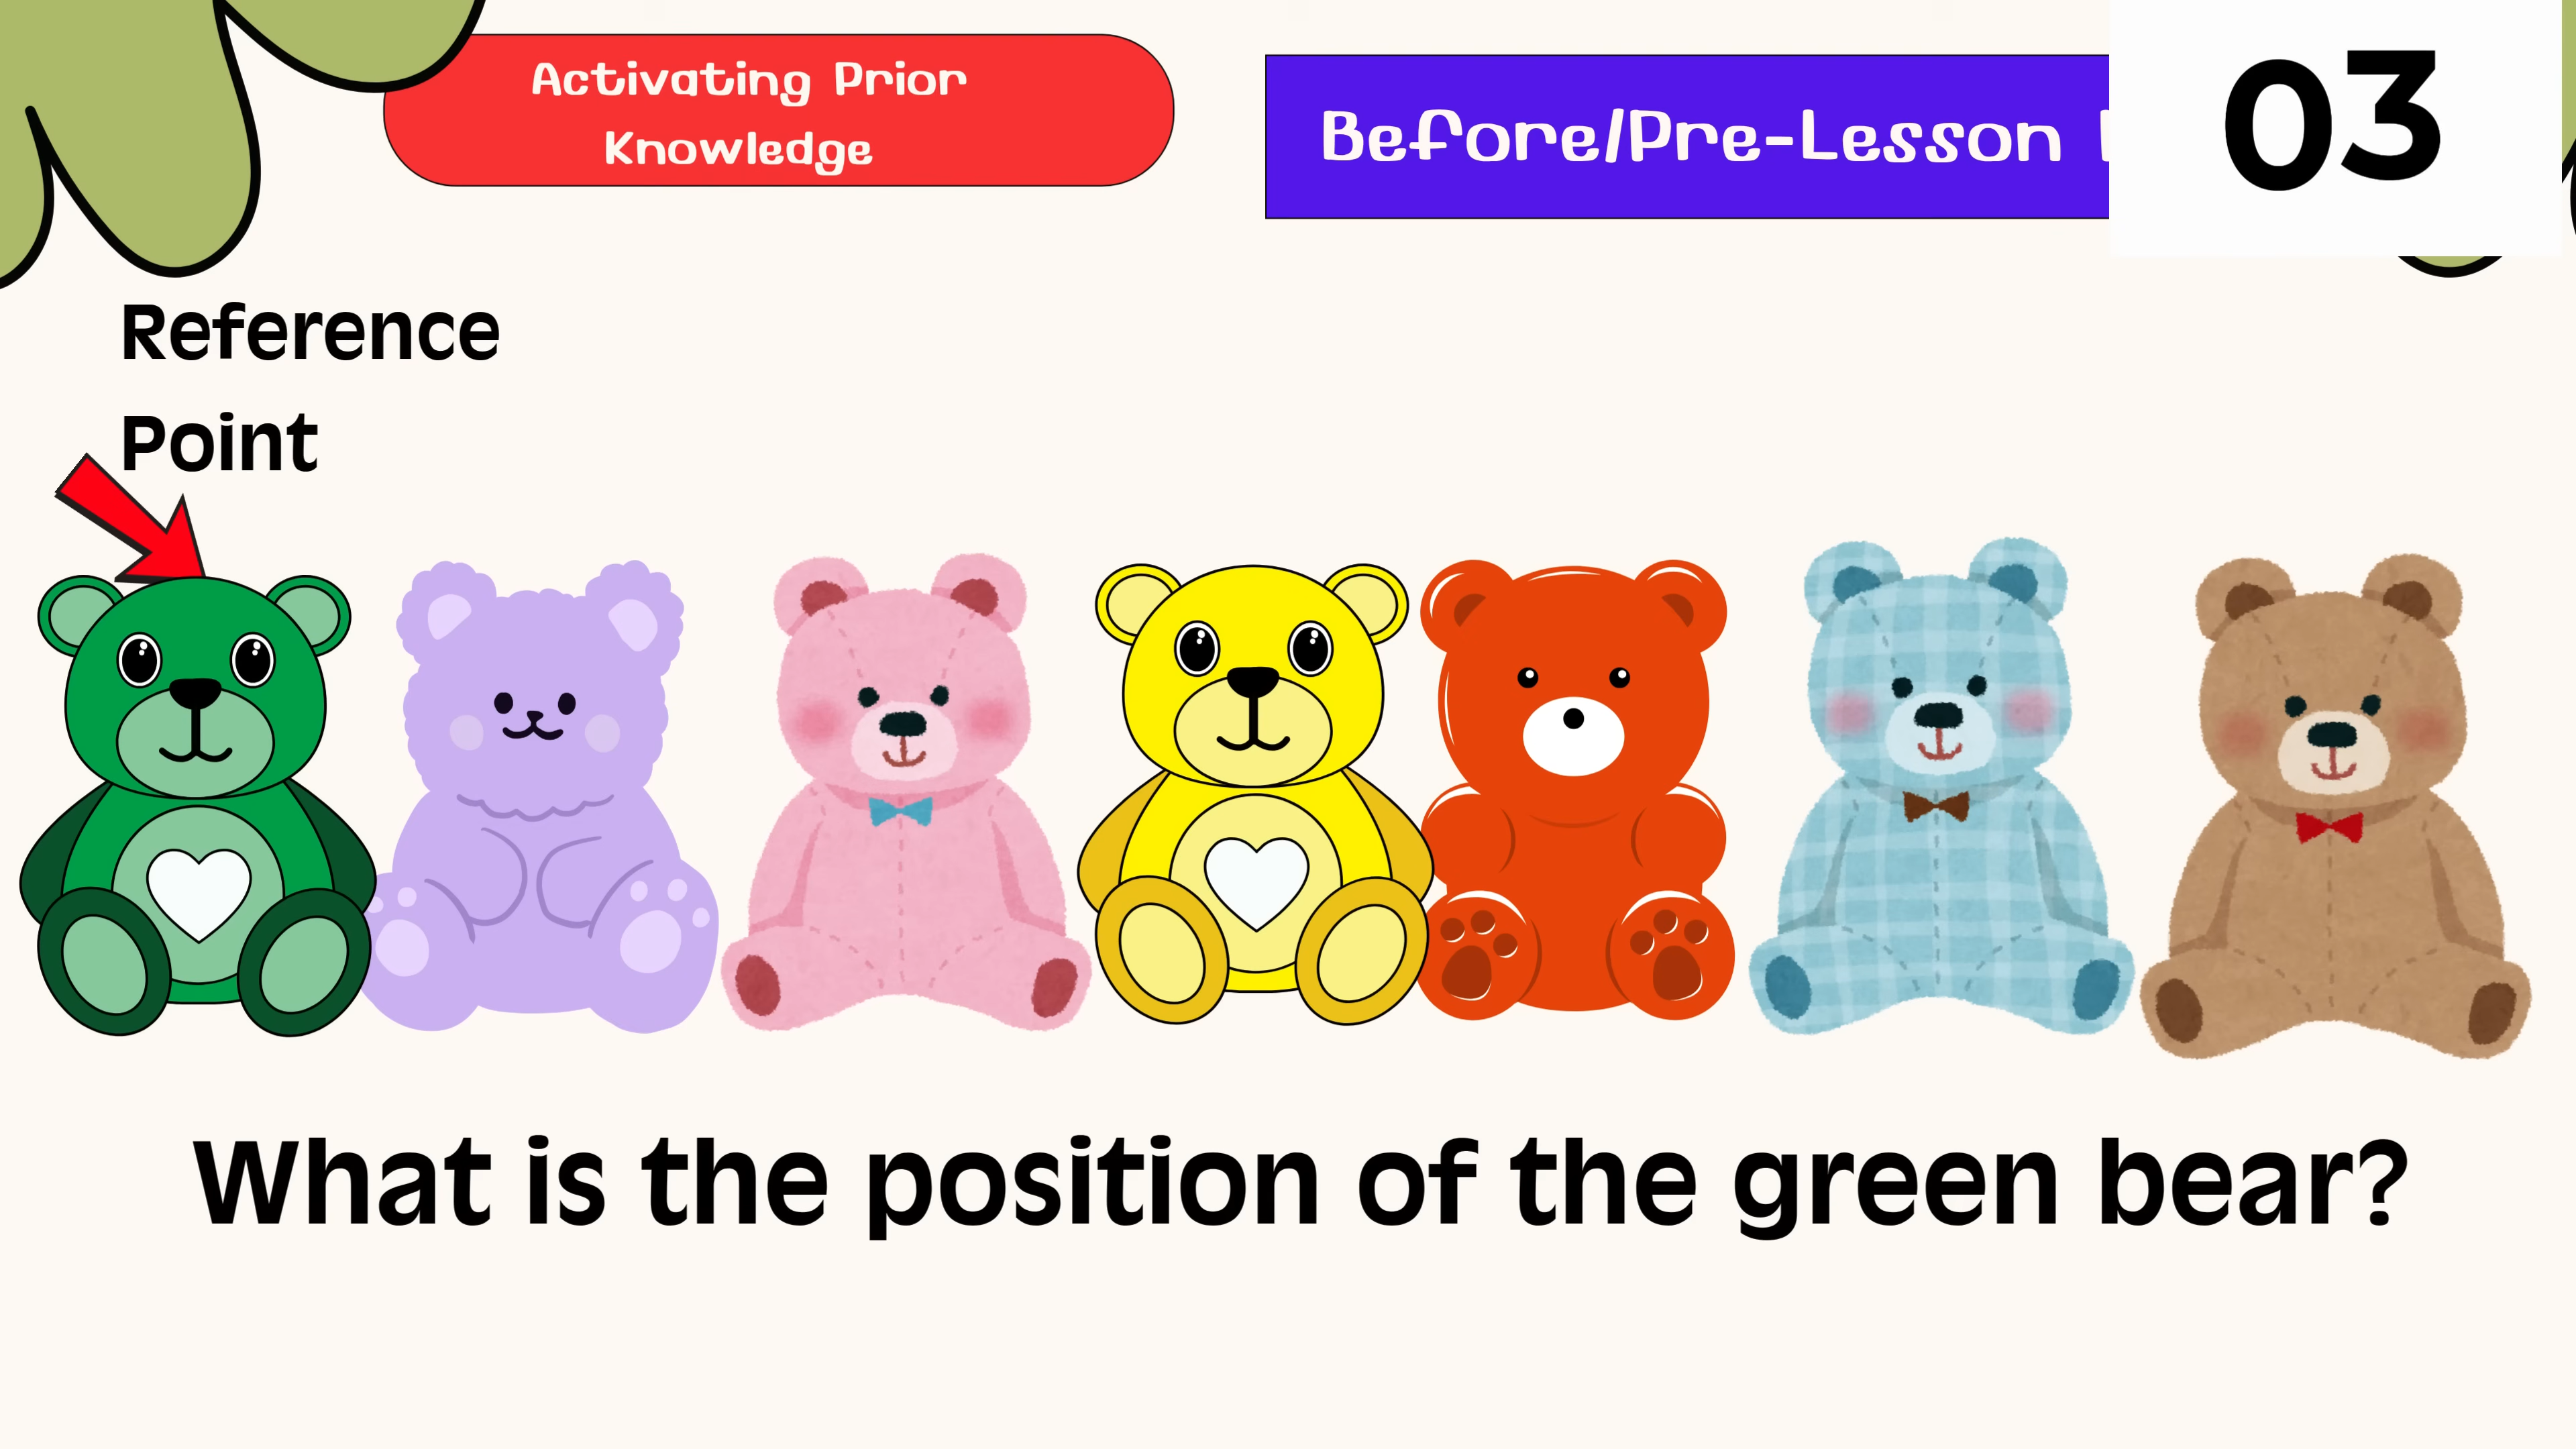 Activating Prior
Knowledge
Before/Pre-Lesson
03
Reference
Point
What is the position of the green bear?